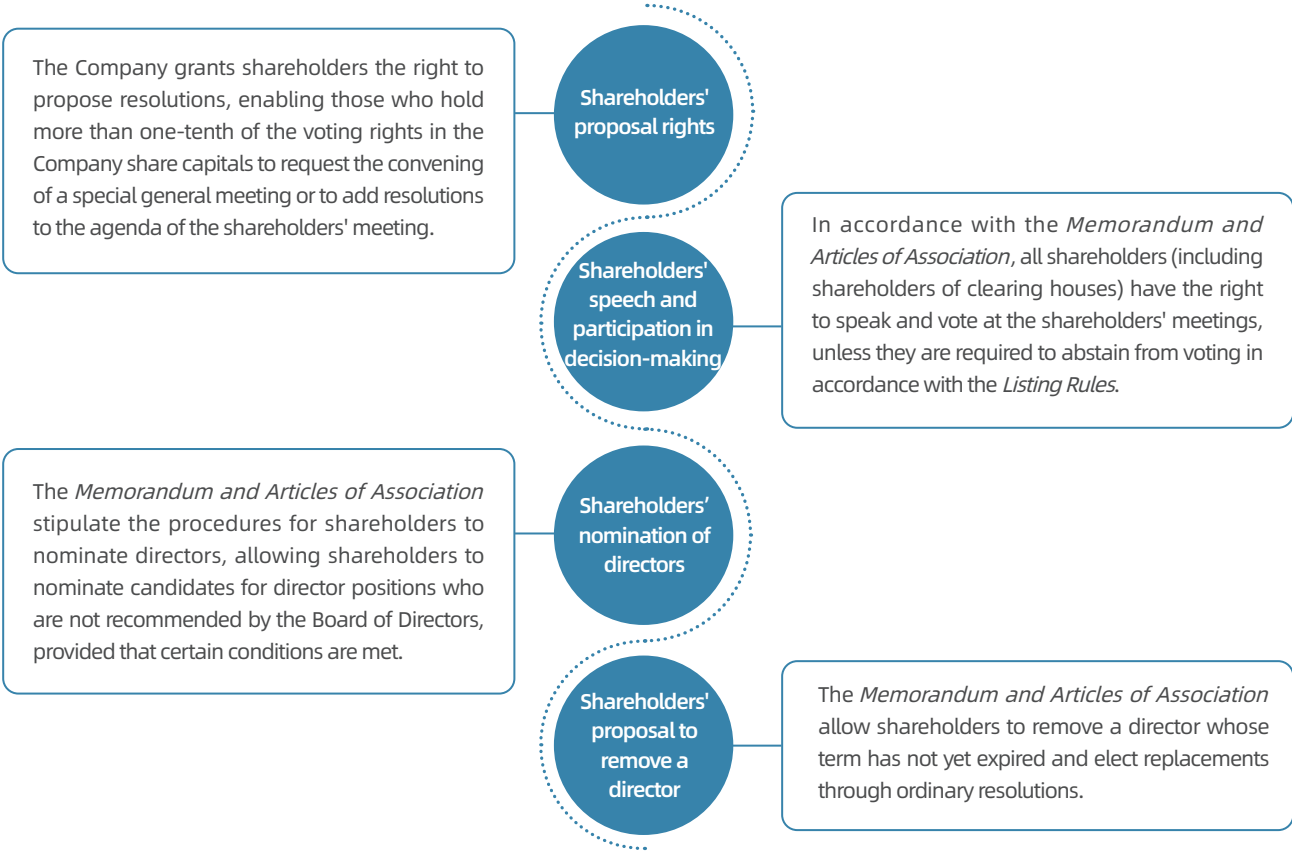 The Company grants shareholders the right to
propose resolutions, enabling those who hold
more than one-tenth of the voting rights in the
Company share capitals to request the convening
of a special general meeting or to add resolutions
to the agenda of the shareholders' meeting.
Shareholders'
proposal rights
Shareholders'
speech and
participation in
decision-making
In accordance with the Memorandum and
Articles of Association, all shareholders (including
shareholders of clearing houses) have the right
to speak and vote at the shareholders' meetings,
unless they are required to abstain from voting in
accordance with the Listing Rules.
The Memorandum and Articles of Association
stipulate the procedures for shareholders to
nominate directors, allowing shareholders to
nominate candidates for director positions who
are not recommended by the Board of Directors,
provided that certain conditions are met.
Shareholders’
nomination of
directors
Shareholders'
proposal to
remove a
director
The Memorandum and Articles of Association
allow shareholders to remove a director whose
term has not yet expired and elect replacements
through ordinary resolutions.